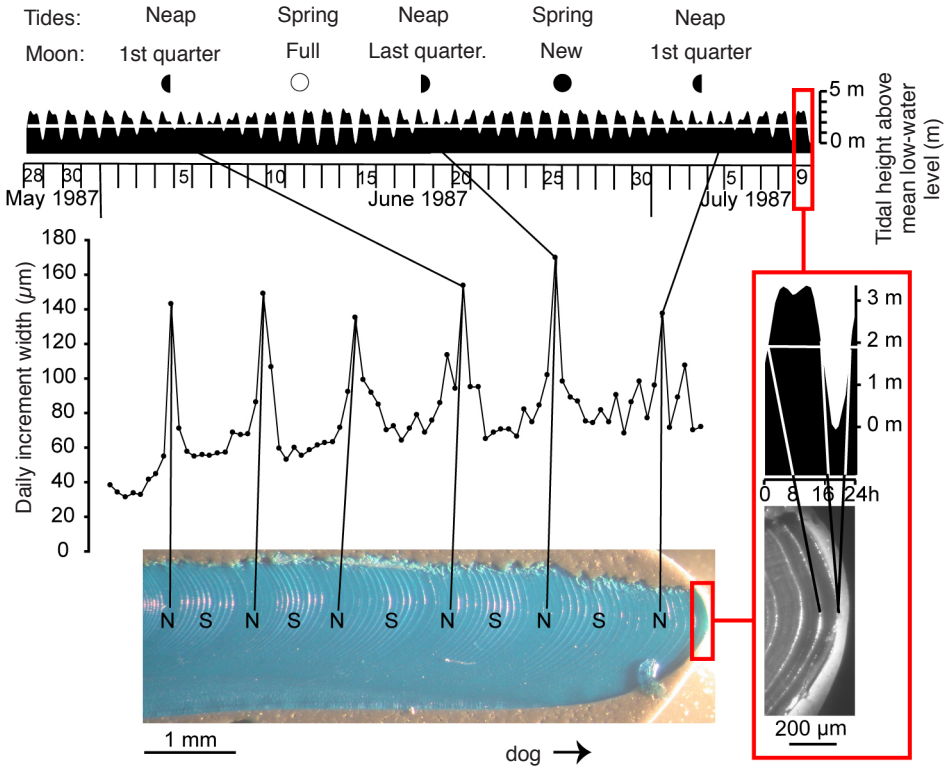 Tides: Neap Spring Neap Spring Neap
Moon: 1st quarter Full Last quarter. New 1st quarter
5 m
0 m
Tidal height above
mean low-water
level (m)
28 30 5 10 15 20 25 30 5 9
May 1987 June 1987 July 1987
Daily increment width (µm)
180
160
140
120
100
80
60
40
20
0
3 m
2 m
1 m
0 m
0 8 16 24h
N S N S N S N S N S N
1 mm
dog
200 µm